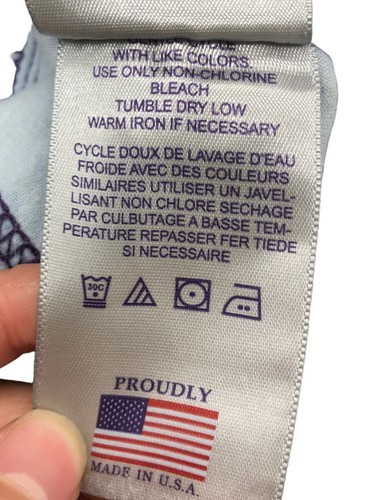 WITH LIKE COLORS
USE ONLY NON-CHLORINE
BLEACH
TUMBLE DRY LOW
WARM IRON IF NECESSARY
CYCLE DOUX DE LAVAGE D'EAU
FROIDE AVEC DES COULEURS
SIMILAIRES UTILISER UN JAVEL-
LISANT NON CHLORE SECHAGE
PAR CULBUTAGE A BASSE TEM-
PERATURE REPASSER FER TIEDE
SI NECESSAIRE
30C
PROUDLY
MADE IN U.S.A.